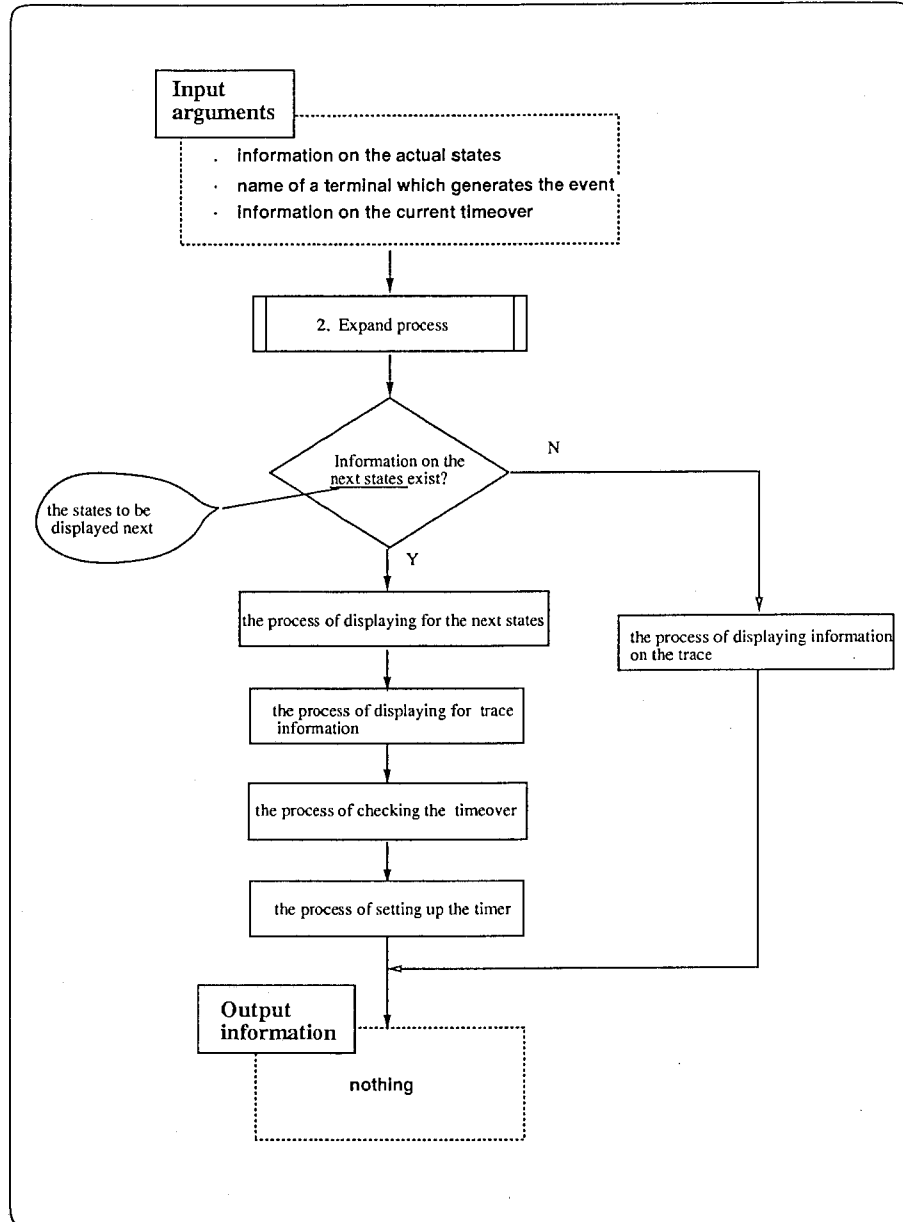 Input
arguments
. information on the actual states
· name of a terminal which generates the event
· information on the current timeover
2. Expand process
Information on the
next states exist?
N
the states to be
displayed next
Y
the process of displaying for the next states
the process of displaying information
on the trace
the process of displaying for trace
information
the process of checking the timeover
the process of setting up the timer
Output
information
nothing